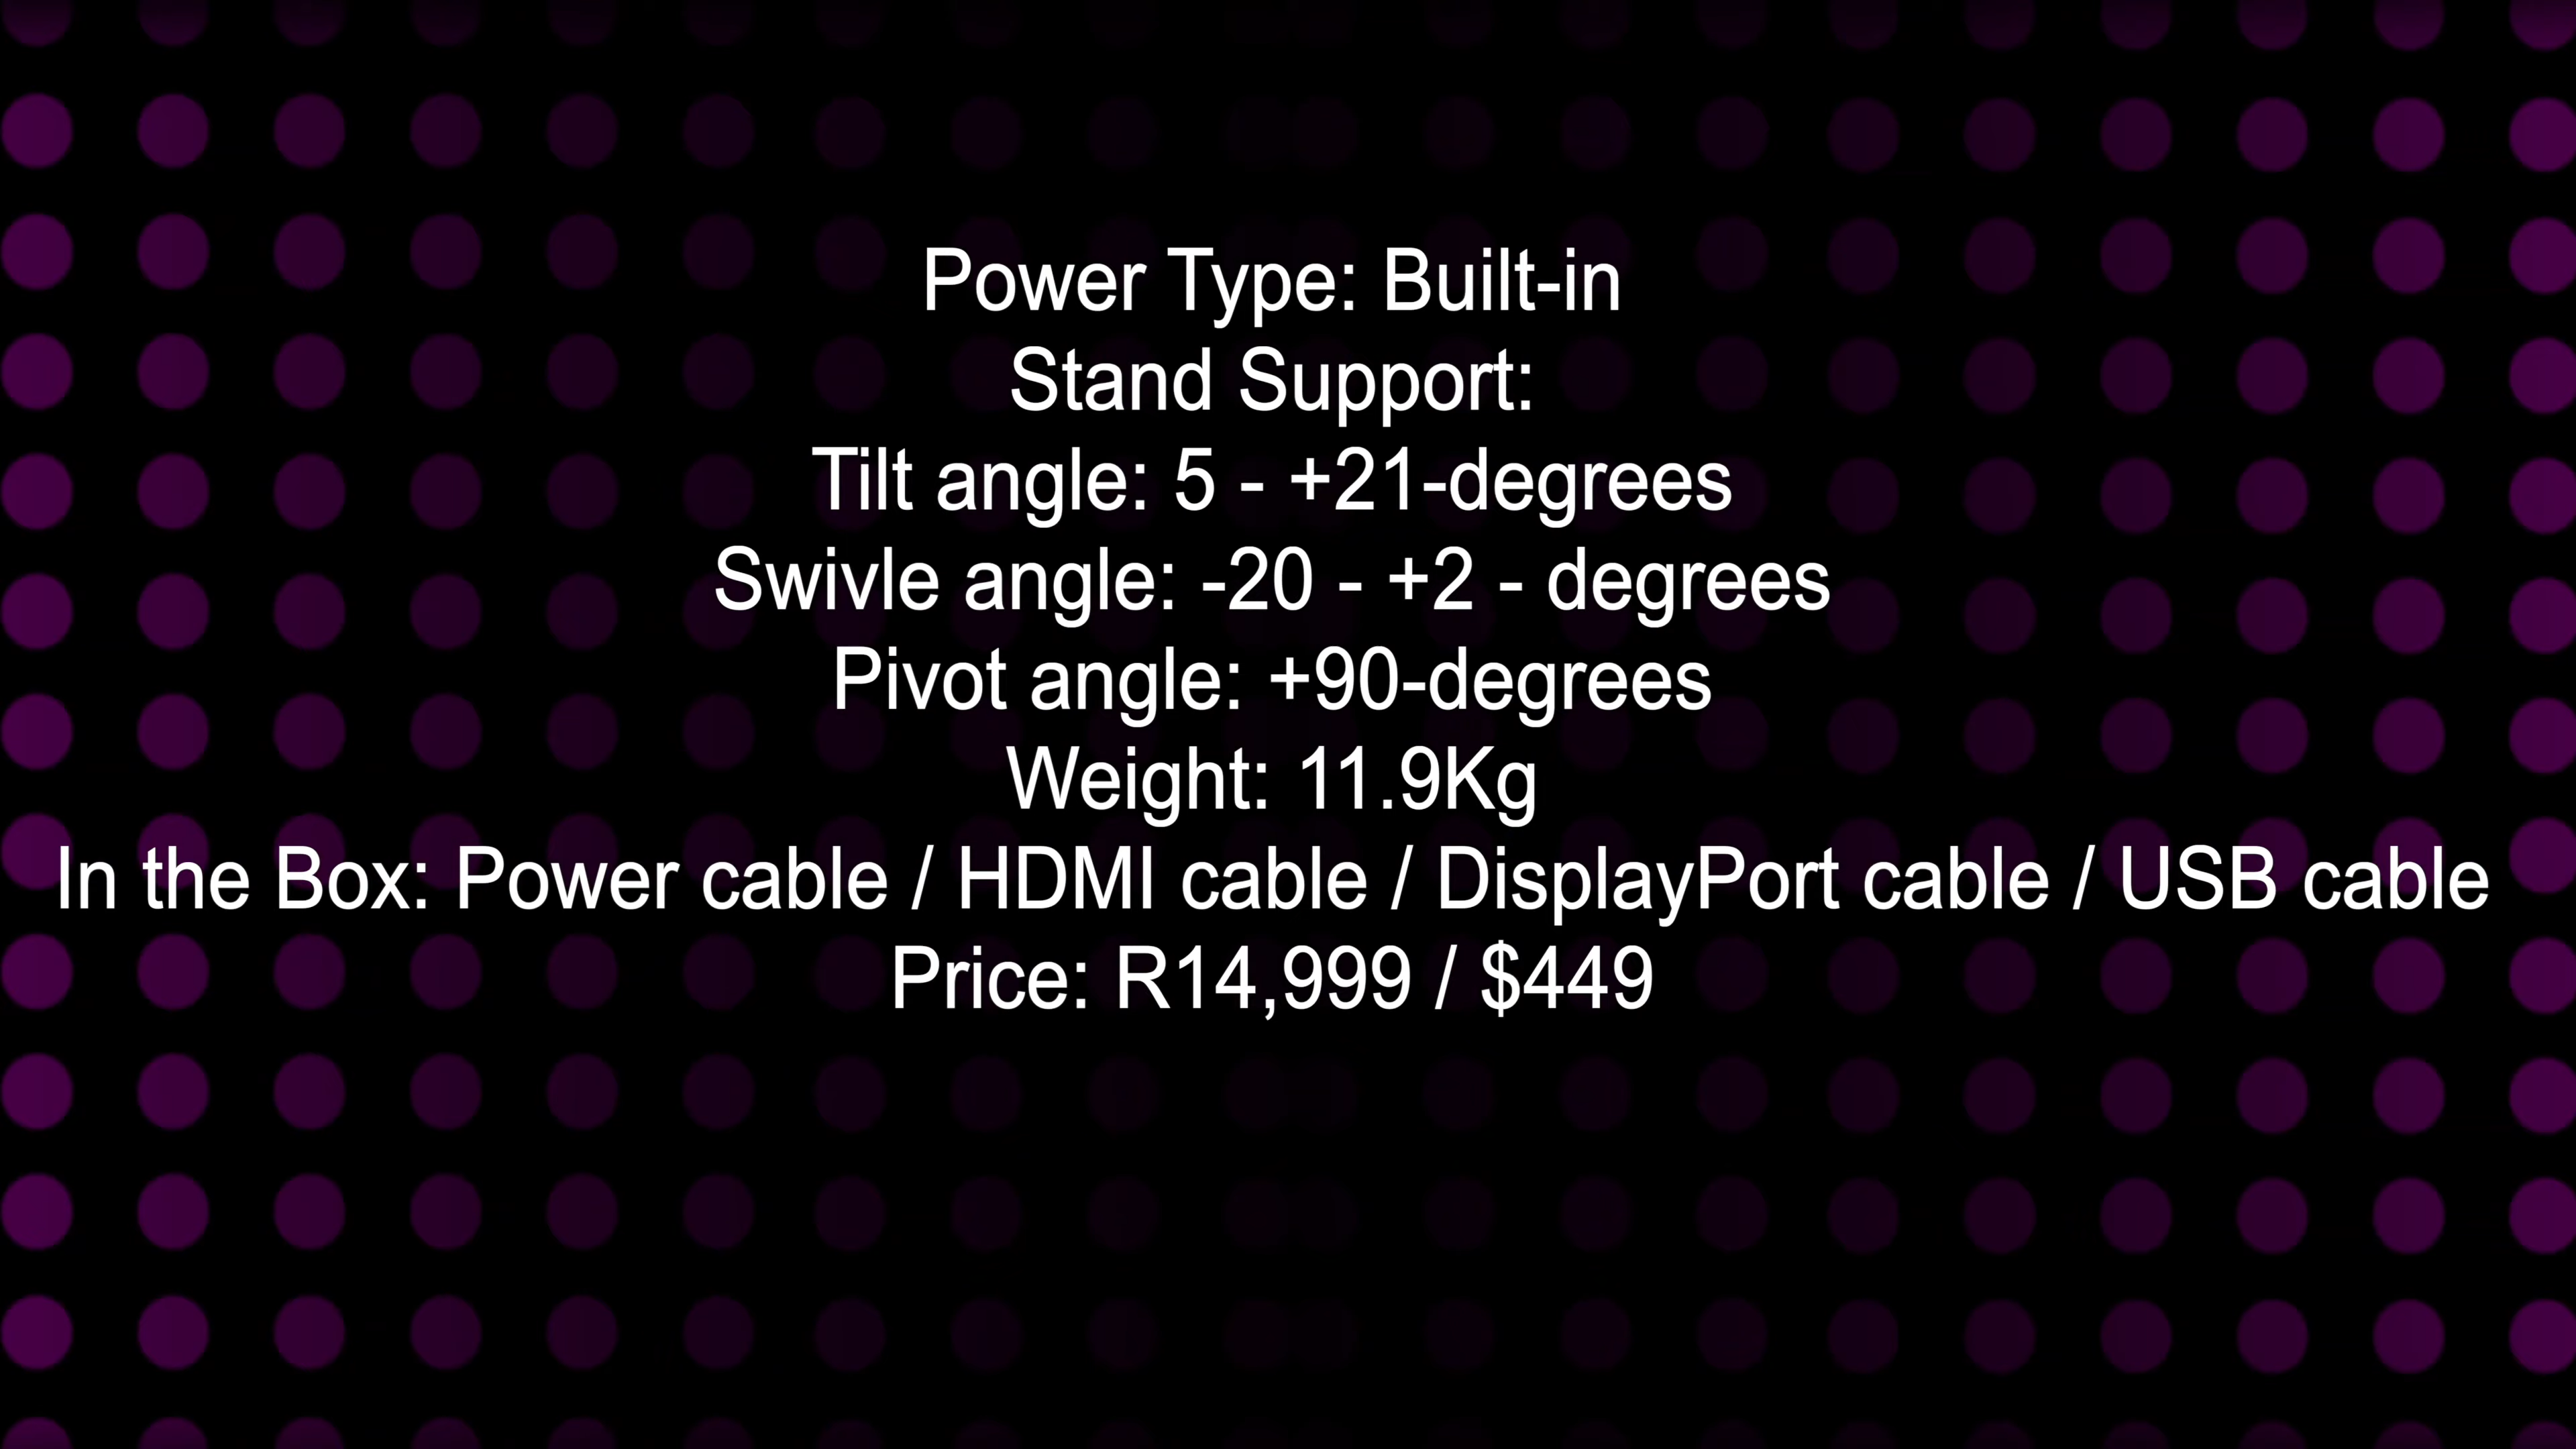 Power Type: Built-in
Stand Support:
Tilt angle: 5 - +21-degrees
Swivle angle: -20 - +2 - degrees
Pivot angle: +90-degrees
Weight: 11.9Kg
In the Box: Power cable / HDMI cable / DisplayPort cable / USB cable
Price: R14,999 / $449